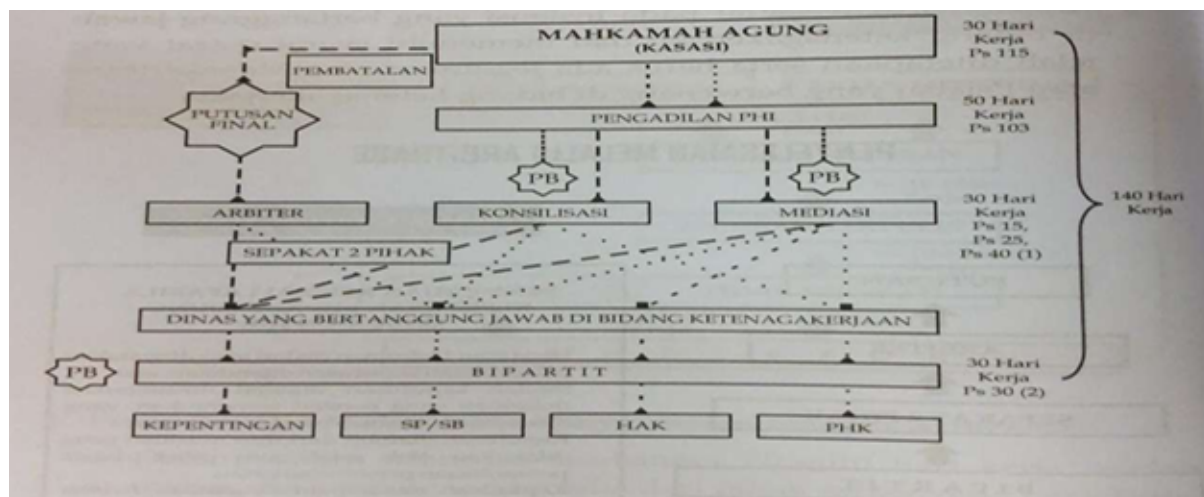 MAHKAMAH AGUNG
(KASASI)
30 Hari
Kerja
Ps 115
PEMBATALAN
PUTUSAN
FINAL
PENGADILAN PHI
50 Hari
Kerja
Ps 103
PB
PB
ARBITER
KONSILISASI
MEDIASI
30 Hari
Kerja
Ps 15,
Ps 25,
Ps 40 (1)
140 Hari
Kerja
SEPAKAT 2 PIHAK
DINAS YANG BERTANGGUNG JAWAB DI BIDANG KETENAGAKERJAAN
PB
BIPARTIT
30 Hari
Kerja
Ps 30 (2)
KEPENTINGAN
SP/SB
HAK
PHK